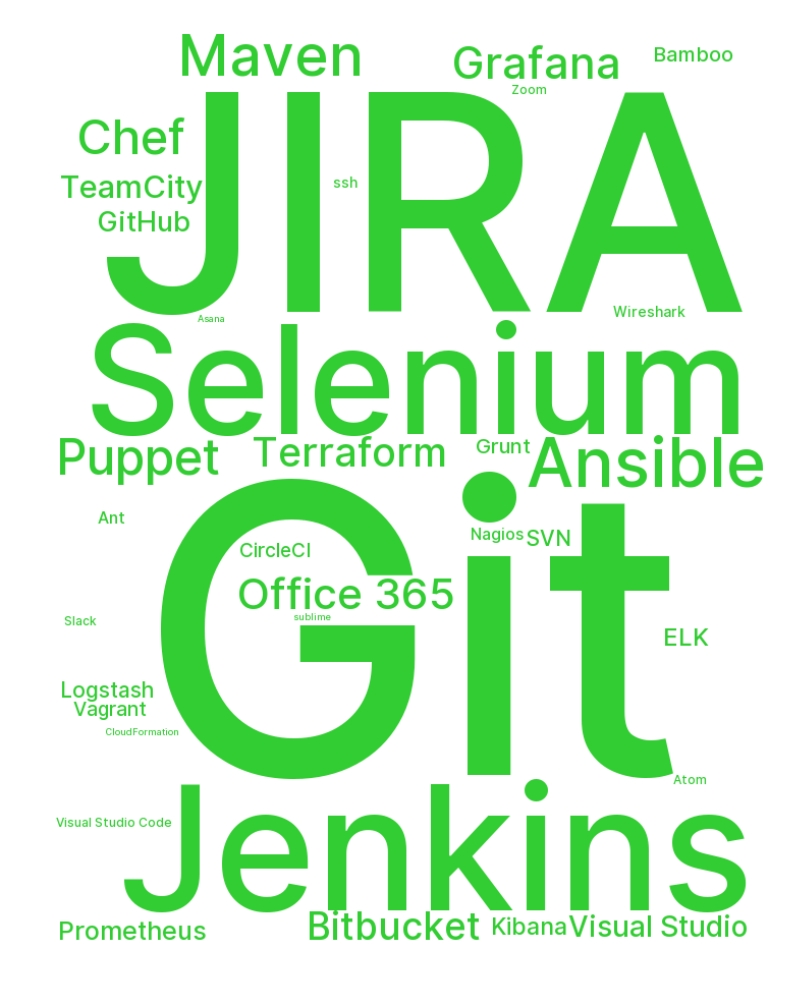 Maven
Grafana
Bamboo
Zoom
JIRA
Chef
TeamCity
ssh
GitHub
Wireshark
Asana
Selenium
Puppet
Terraform
Grunt
Ansible
Ant
Nagios
SVN
CircleCI
Git
Office 365
sublime
Slack
ELK
Logstash
Vagrant
CloudFormation
Atom
Visual Studio Code
Jenkins
Prometheus
Bitbucket
Kibana
Visual Studio